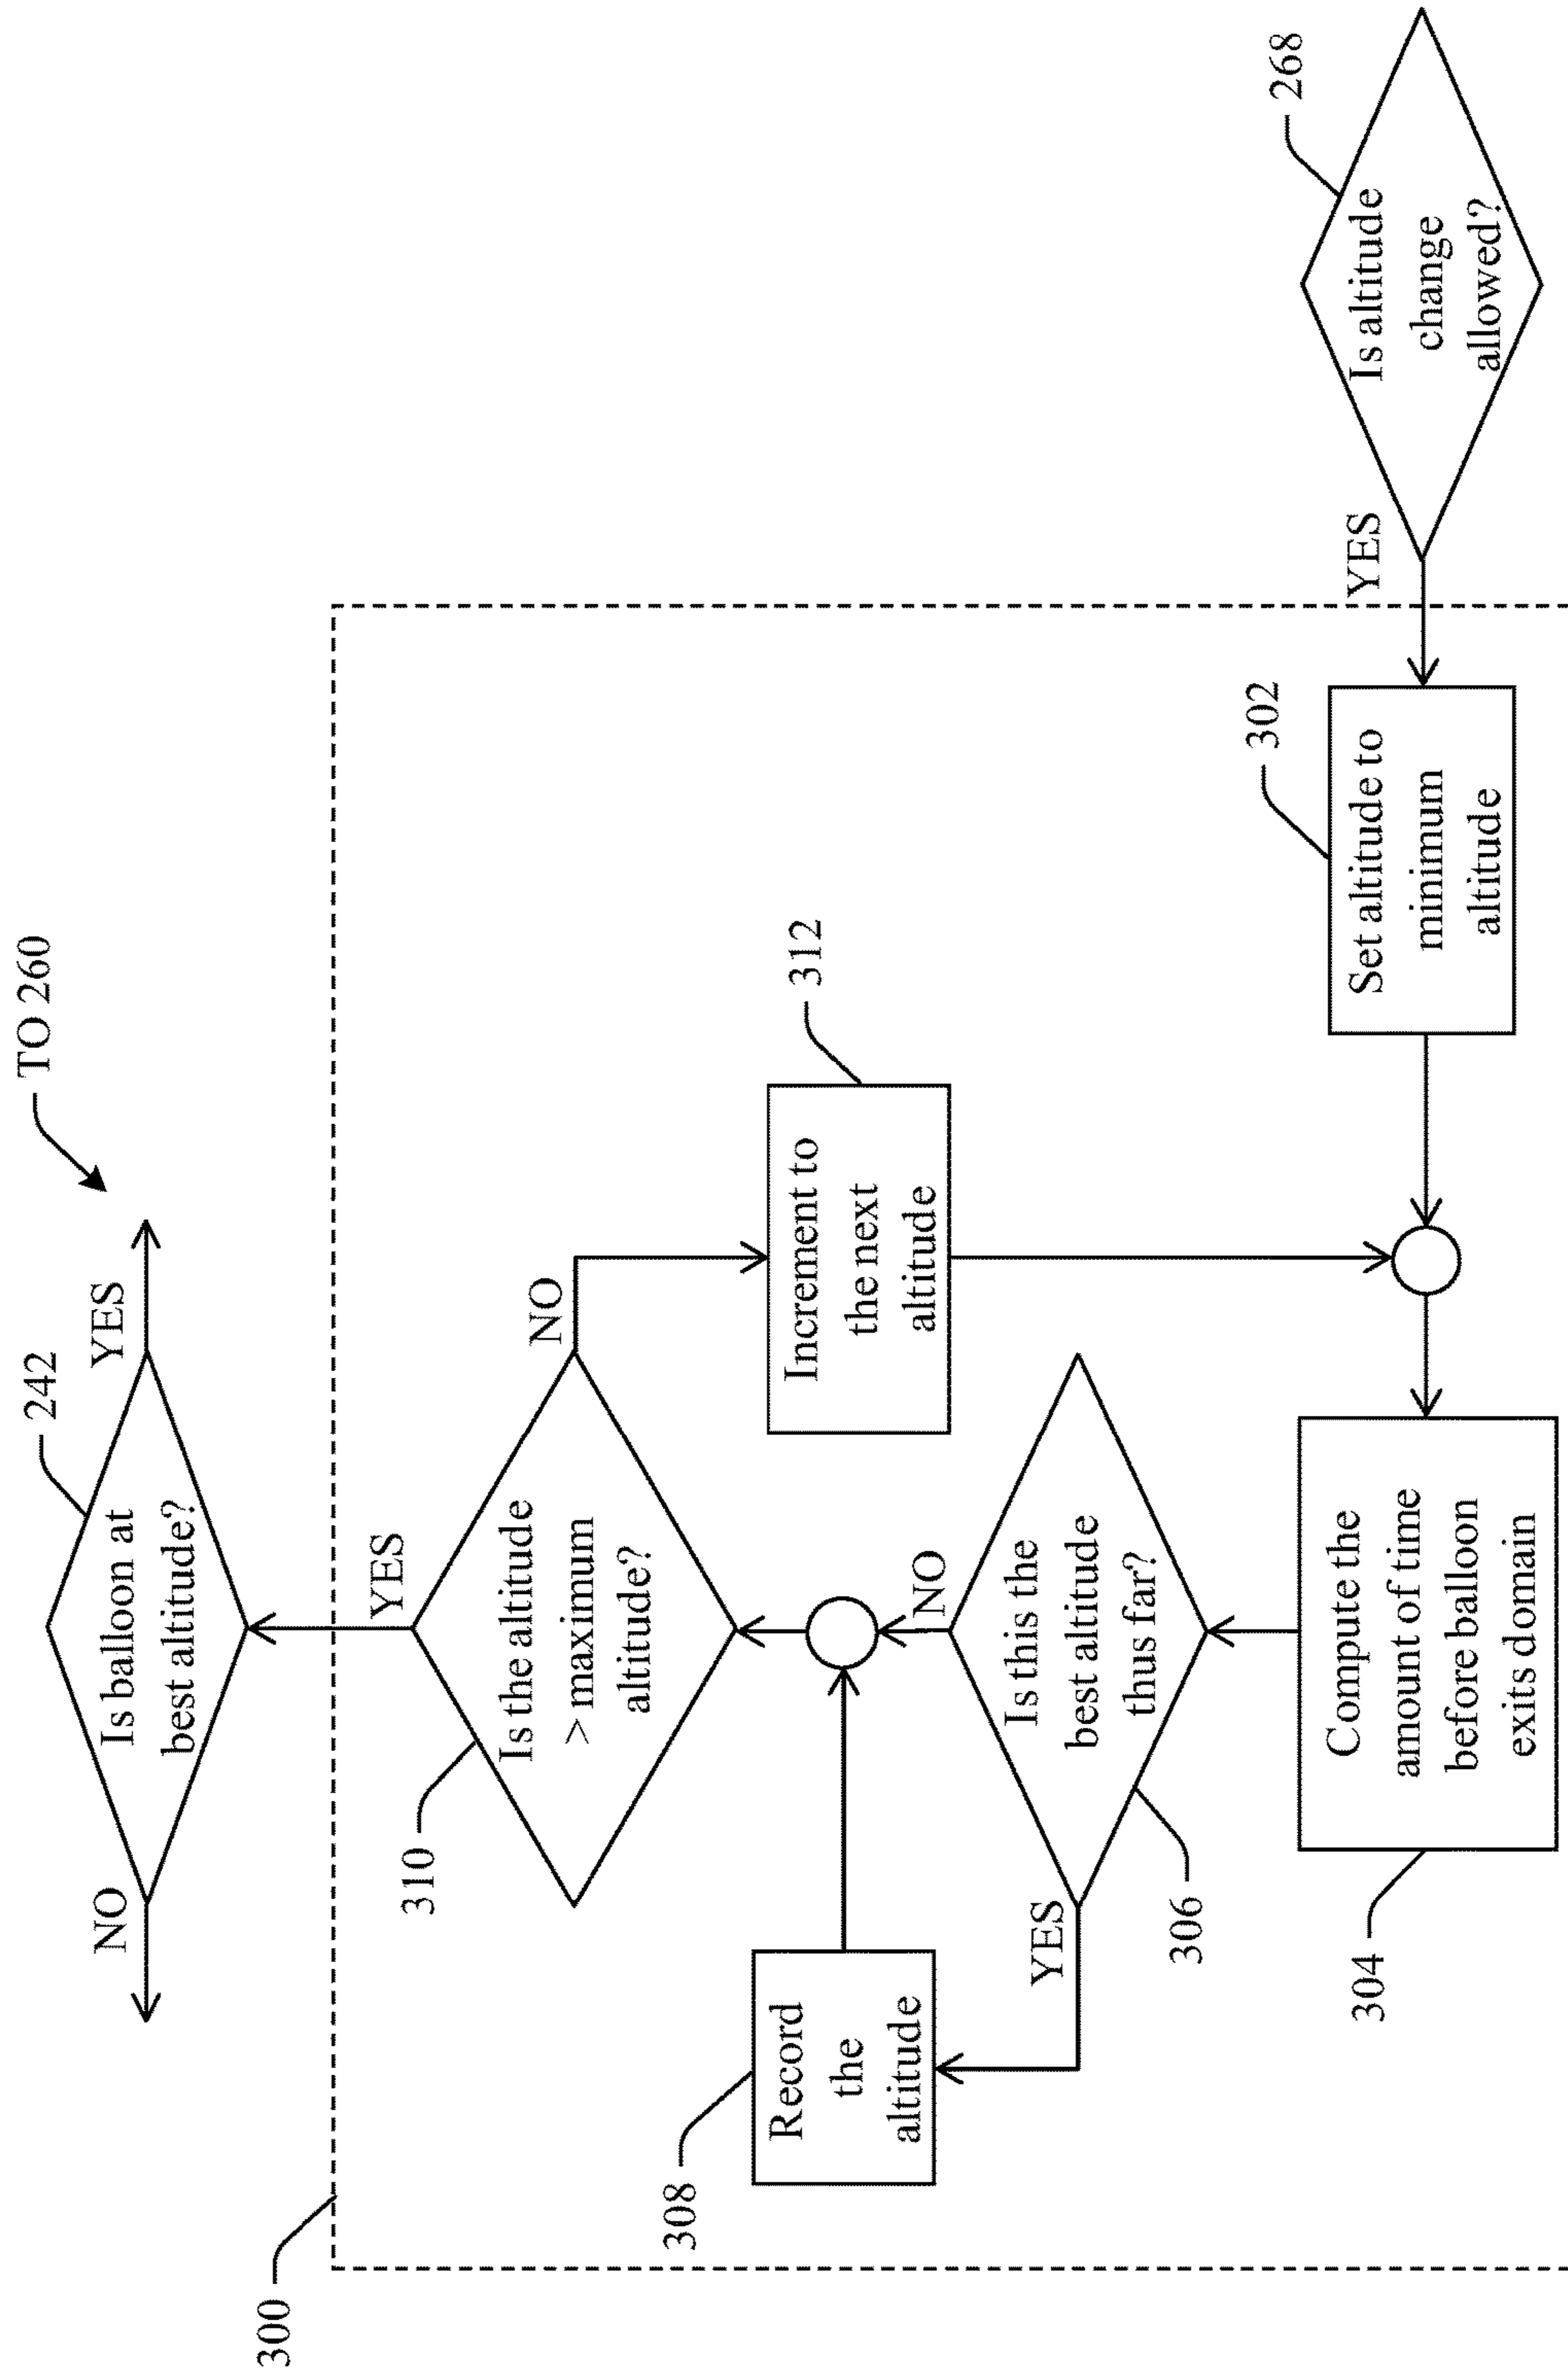 300
308
Record
the
altitude
304
Compute the
amount of time
before balloon
exits domain
306
YES
Is this the
best altitude
thus far?
NO
310
Is the altitude
> maximum
altitude?
YES
NO
NO
Is balloon at
best altitude?
242
YES
TO 260
312
Increment to
the next
altitude
302
Set altitude to
minimum
altitude
YES
268
Is altitude
change
allowed?